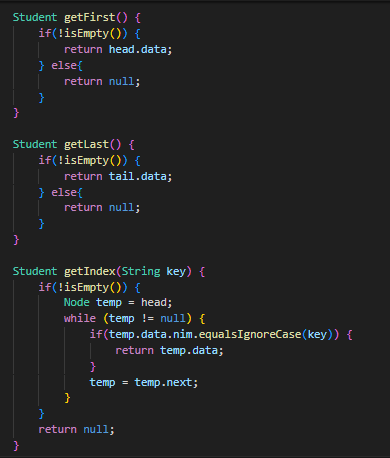 Student getFirst() {
    if(!isEmpty()) {
        return head.data;
    } else{
        return null;
    }
}

Student getLast() {
    if(!isEmpty()) {
        return tail.data;
    } else{
        return null;
    }
}

Student getIndex(String key) {
    if(!isEmpty()) {
        Node temp = head;
        while (temp != null) {
            if(temp.data.nim.equalsIgnoreCase(key)) {
                return temp.data;
            }
            temp = temp.next;
        }
    }
    return null;
}